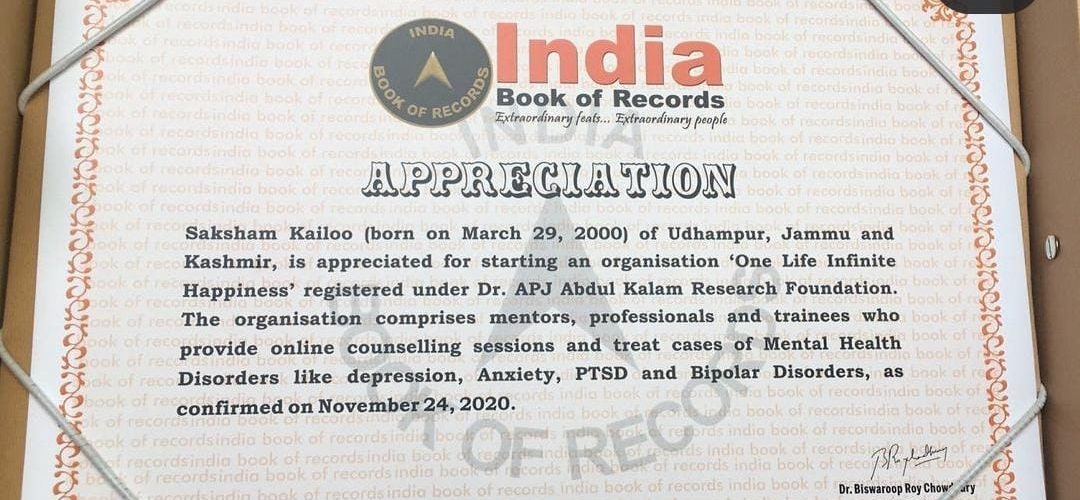 INDIA
BOOK OF RECORDS
India
Book of Records
Extraordinary feats... Extraordinary people
APPRECIATION
Saksham Kailoo (born on March 29, 2000) of Udhampur, Jammu and
Kashmir, is appreciated for starting an organisation ‘One Life Infinite
Happiness’ registered under Dr. APJ Abdul Kalam Research Foundation.
The organisation comprises mentors, professionals and trainees who
provide online counselling sessions and treat cases of Mental Health
Disorders like depression, Anxiety, PTSD and Bipolar Disorders, as
confirmed on November 24, 2020.
INDIA
BOOK OF RECORDS
Dr. Biswaroop Roy